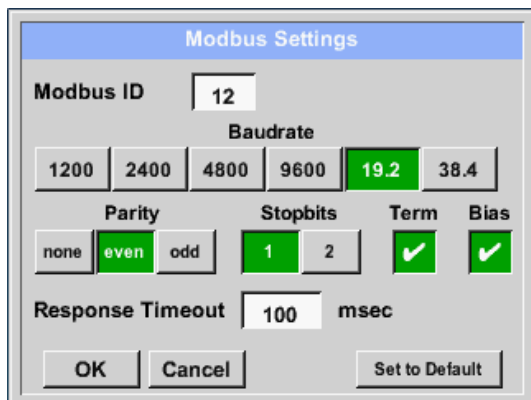 Modbus Settings
Modbus ID 12
Baudrate
1200 2400 4800 9600 19.2 38.4
Parity Stopbits Term Bias
none even odd 1 2 ✔ ✔
Response Timeout 100 msec
OK Cancel Set to Default